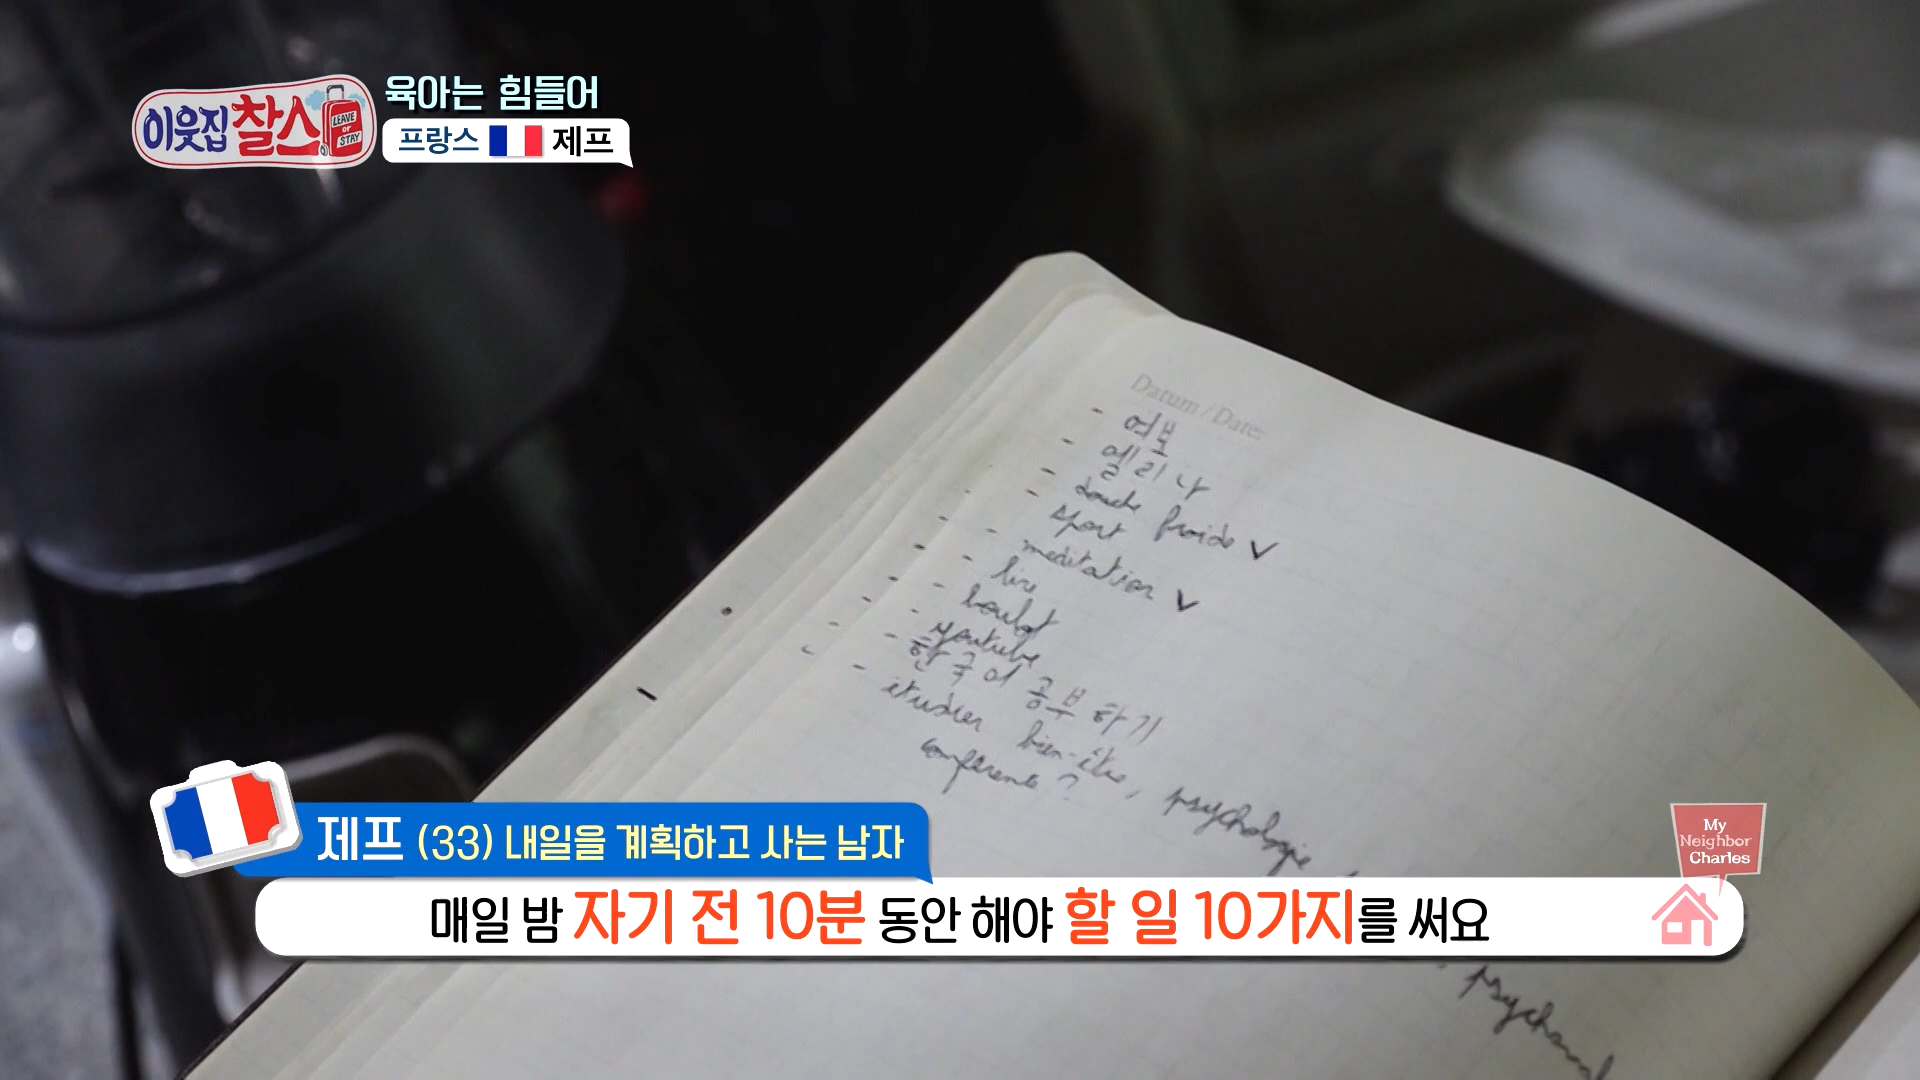 이웃집 찰스
LEAVE
or
STAY
육아는 힘들어
프랑스 제프
Datum / Date:
- 여보
- 엘리나
- douche froide ✓
- sport
- meditation ✓
- lire
- boulot
- youtube
- 한국어 공부하기
- étudier bien-être, psychologie
conférence ?
제프 (33) 내일을 계획하고 사는 남자
My
Neighbor
Charles
매일 밤 자기 전 10분 동안 해야 할 일 10가지를 써요